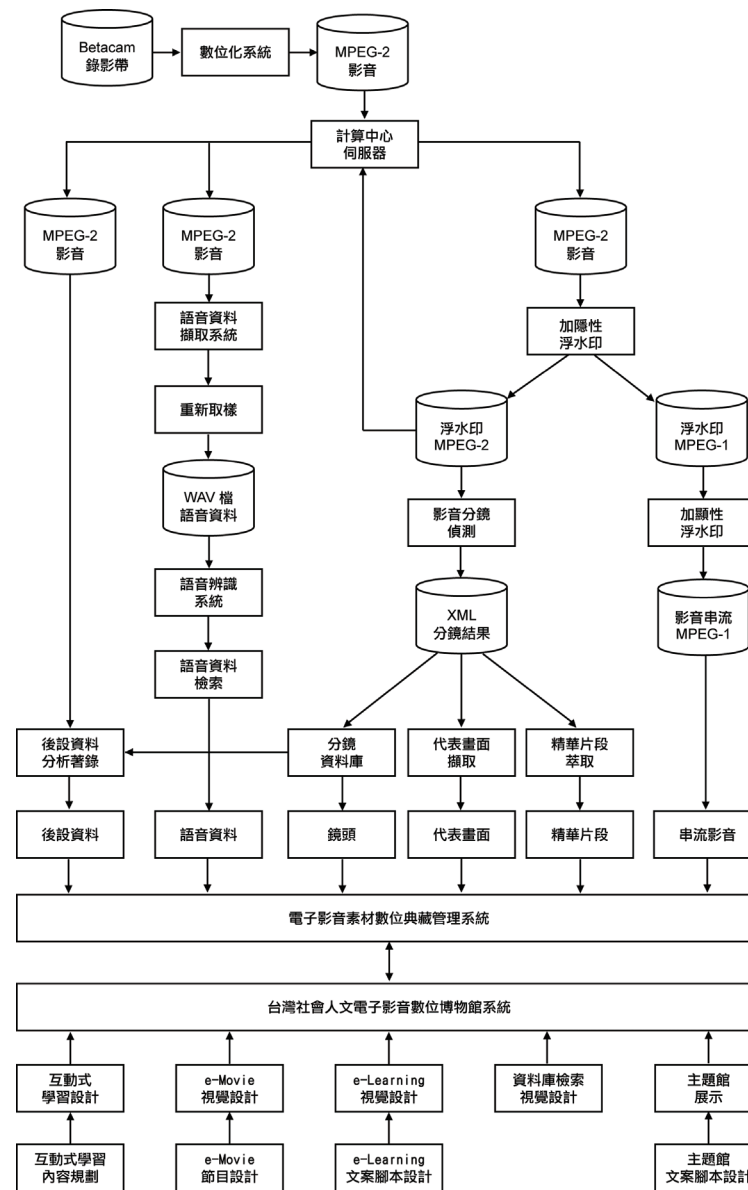 Betacam
錄影帶
數位化系統
MPEG-2
影音
計算中心
伺服器
MPEG-2
影音
MPEG-2
影音
MPEG-2
影音
語音資料
擷取系統
加隱性
浮水印
重新取樣
浮水印
MPEG-2
浮水印
MPEG-1
WAV 檔
語音資料
影音分鏡
偵測
加顯性
浮水印
語音辨識
系統
XML
分鏡結果
影音串流
MPEG-1
語音資料
檢索
後設資料
分析著錄
分鏡
資料庫
代表畫面
擷取
精華片段
萃取
後設資料
語音資料
鏡頭
代表畫面
精華片段
串流影音
電子影音素材數位典藏管理系統
台灣社會人文電子影音數位博物館系統
互動式
學習設計
e-Movie
視覺設計
e-Learning
視覺設計
資料庫檢索
視覺設計
主題館
展示
互動式學習
內容規劃
e-Movie
節目設計
e-Learning
文案腳本設計
主題館
文案腳本設計